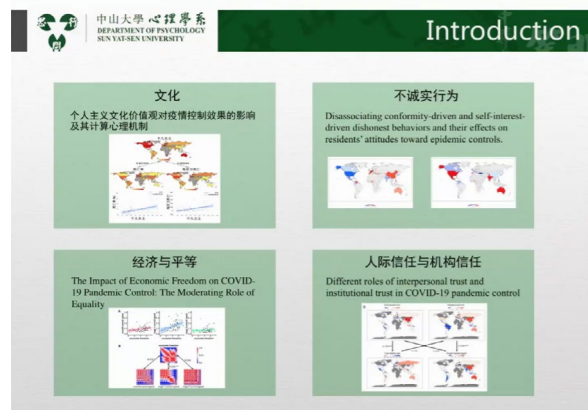 中山大學 心理學系
DEPARTMENT OF PSYCHOLOGY
SUN YAT-SEN UNIVERSITY
Introduction
文化
个人主义文化价值观对疫情控制效果的影响
及其计算心理机制
不诚实行为
Disassociating conformity-driven and self-interest-
driven dishonest behaviors and their effects on
residents' attitudes toward epidemic controls.
经济与平等
The Impact of Economic Freedom on COVID-
19 Pandemic Control: The Moderating Role of
Equality
人际信任与机构信任
Different roles of interpersonal trust and
institutional trust in COVID-19 pandemic control